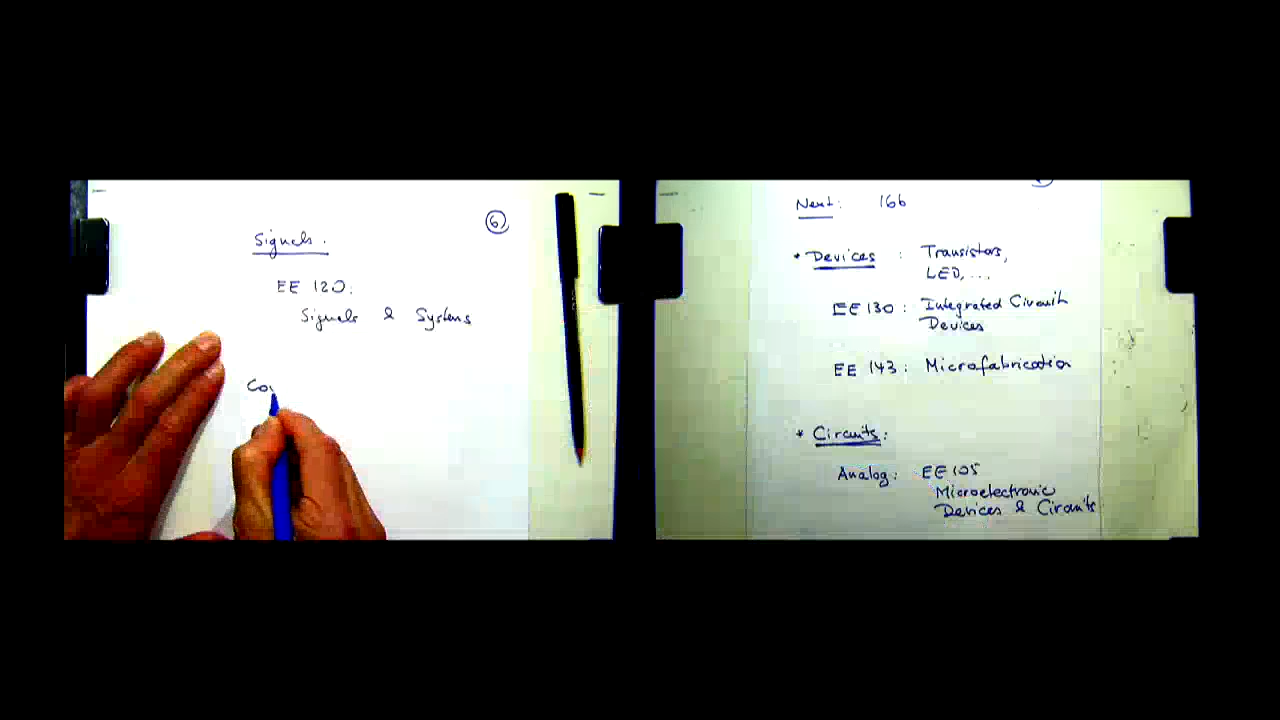 6
Signals.
EE 120:
Signals & Systems
Co
Next: 16b
* Devices : Transistors,
LED, ...
EE 130: Integrated Circuit
Devices
EE 143: Microfabrication
* Circuits:
Analog: EE 105
Microelectronic
Devices & Circuits